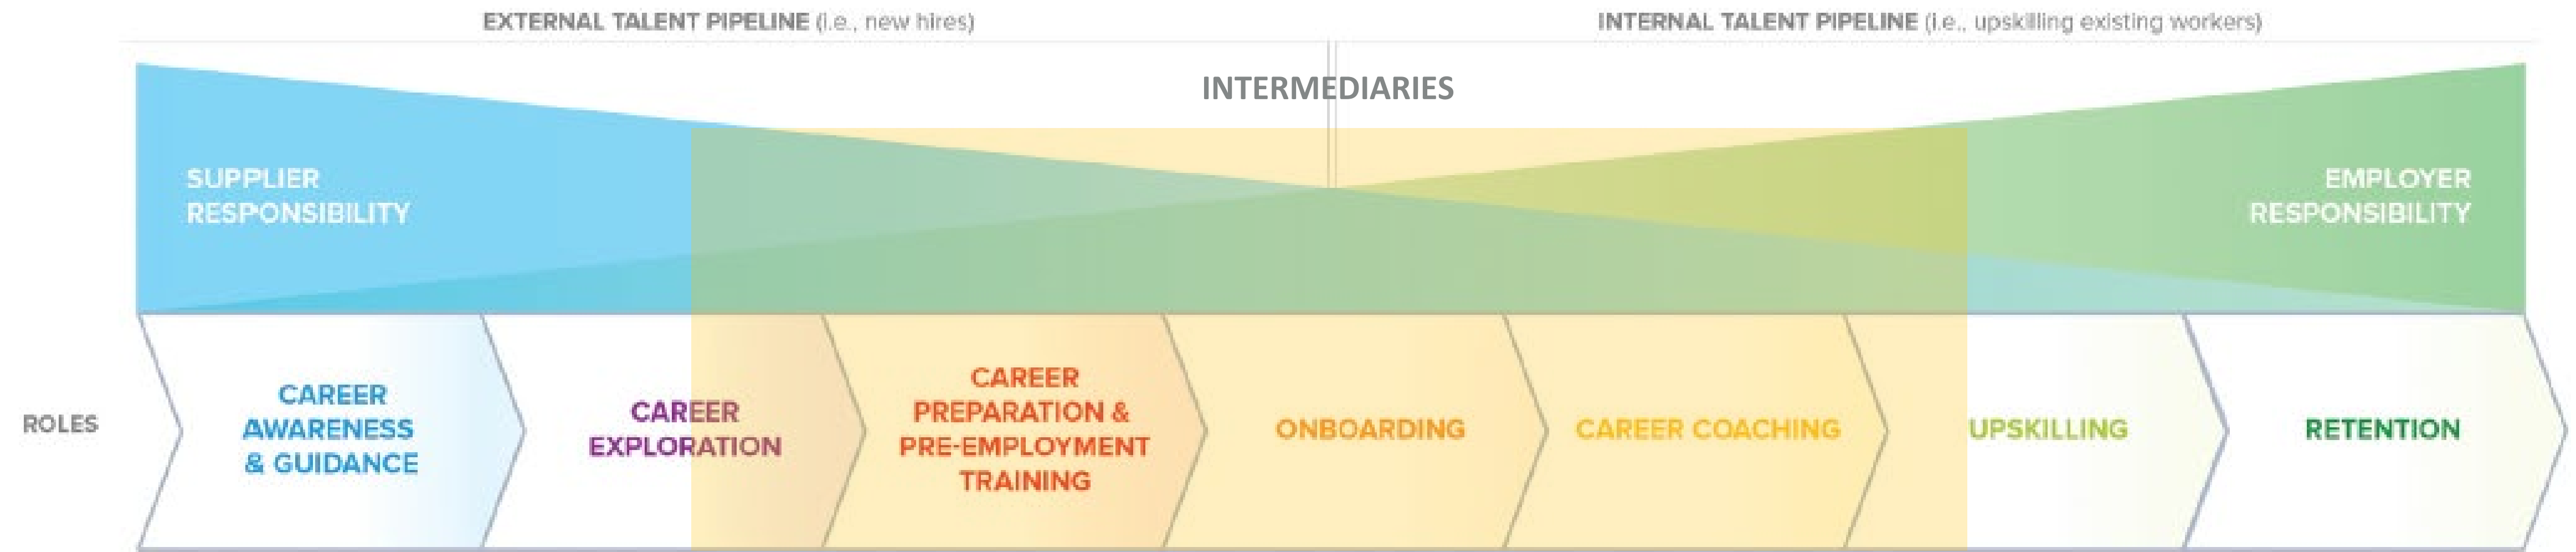 EXTERNAL TALENT PIPELINE (i.e., new hires)
INTERNAL TALENT PIPELINE (i.e., upskilling existing workers)
INTERMEDIARIES
SUPPLIER
RESPONSIBILITY
EMPLOYER
RESPONSIBILITY
ROLES
CAREER
AWARENESS
& GUIDANCE
CAREER
EXPLORATION
CAREER
PREPARATION &
PRE-EMPLOYMENT
TRAINING
ONBOARDING
CAREER COACHING
UPSKILLING
RETENTION